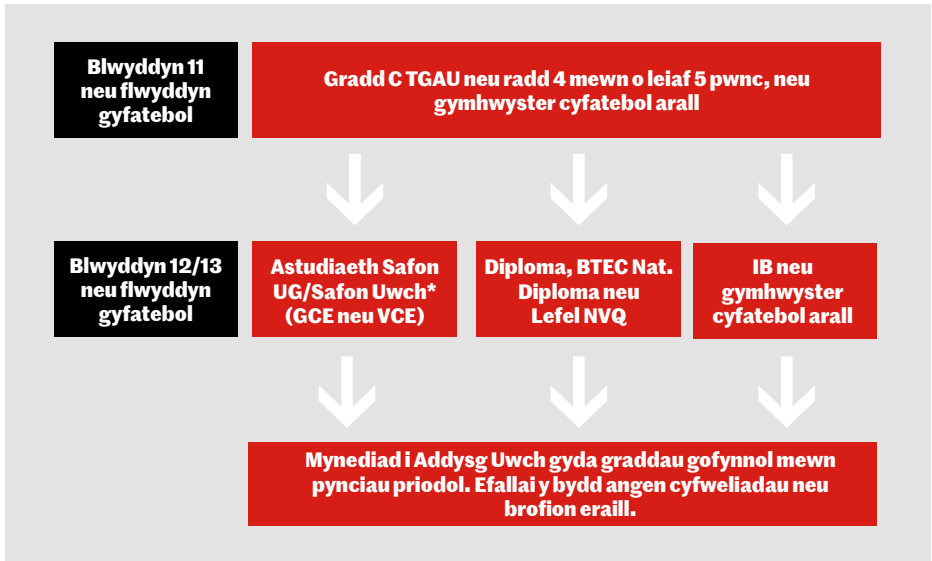 Blwyddyn 11
neu flwyddyn
gyfatebol
Gradd C TGAU neu radd 4 mewn o leiaf 5 pwnc, neu
gymhwyster cyfatebol arall
Blwyddyn 12/13
neu flwyddyn
gyfatebol
Astudiaeth Safon
UG/Safon Uwch*
(GCE neu VCE)
Diploma, BTEC Nat.
Diploma neu
Lefel NVQ
IB neu
gymhwyster
cyfatebol arall
Mynediad i Addysg Uwch gyda graddau gofynnol mewn
pynciau priodol. Efallai y bydd angen cyfweliadau neu
brofion eraill.